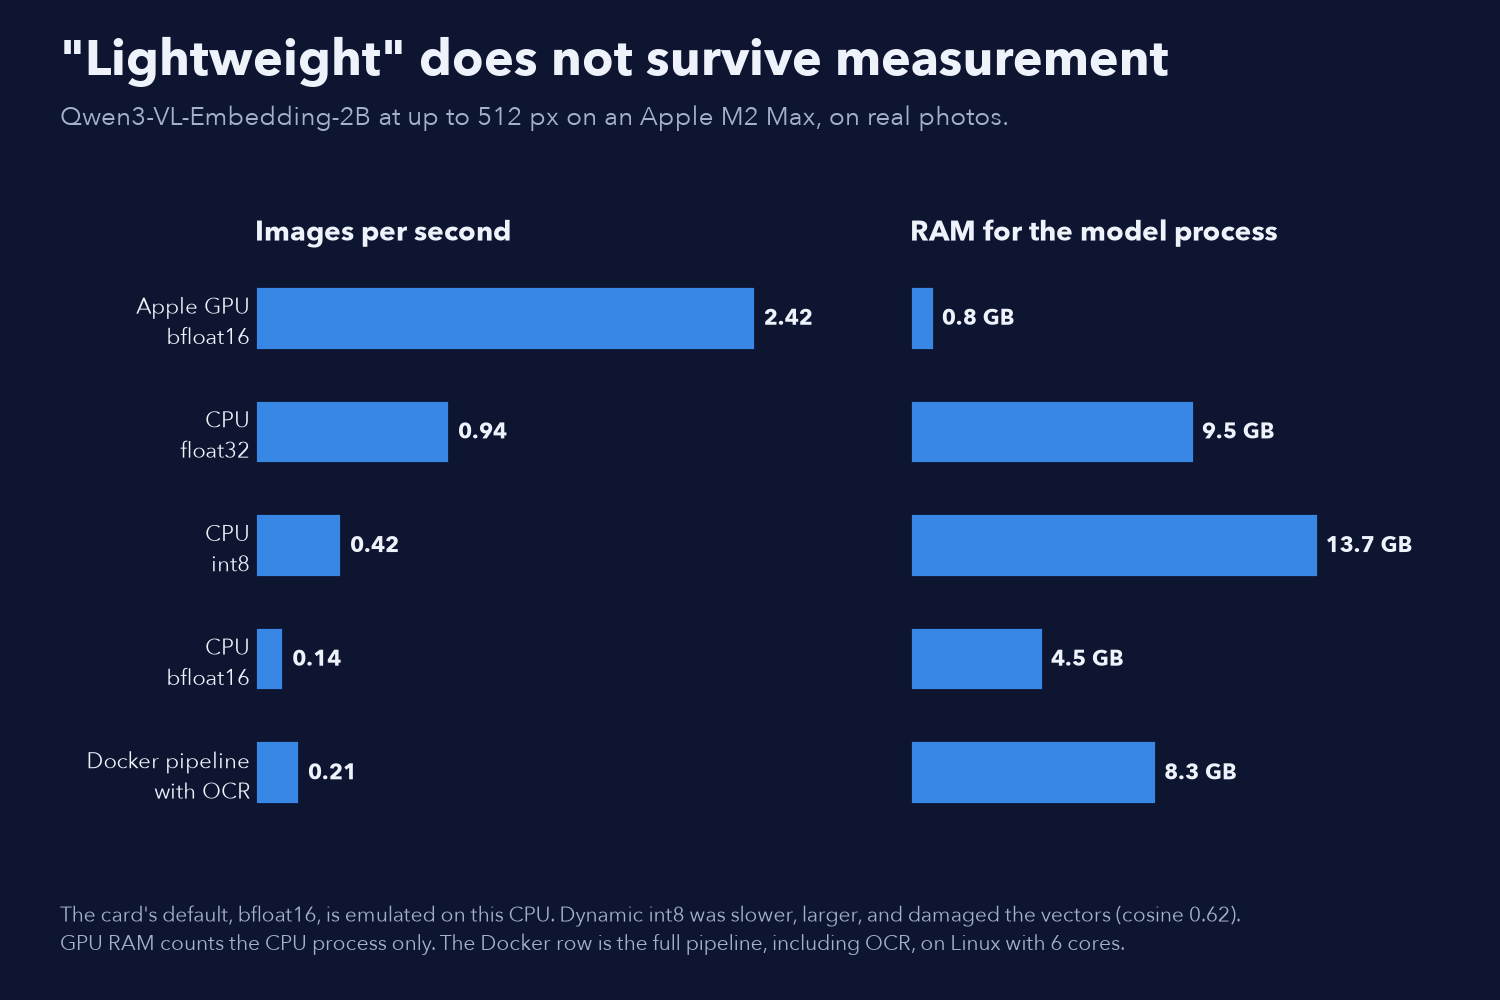 "Lightweight" does not survive measurement
Qwen3-VL-Embedding-2B at up to 512 px on an Apple M2 Max, on real photos.
Images per second
RAM for the model process
Apple GPU
bfloat16
2.42
0.8 GB
CPU
float32
0.94
9.5 GB
CPU
int8
0.42
13.7 GB
CPU
bfloat16
0.14
4.5 GB
Docker pipeline
with OCR
0.21
8.3 GB
The card's default, bfloat16, is emulated on this CPU. Dynamic int8 was slower, larger, and damaged the vectors (cosine 0.62).
GPU RAM counts the CPU process only. The Docker row is the full pipeline, including OCR, on Linux with 6 cores.